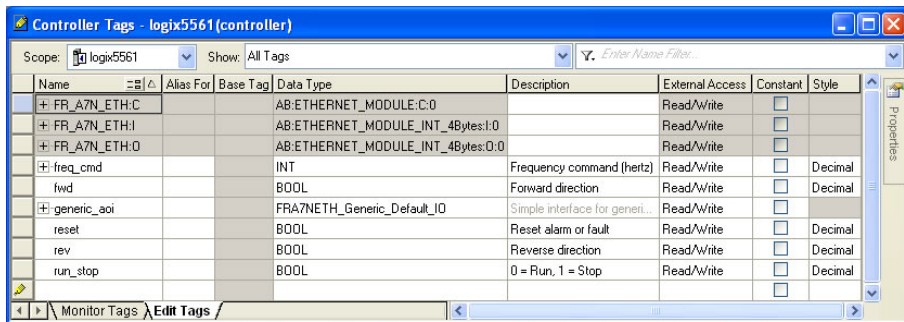 Controller Tags - logix5561(controller)
Scope: logix5561 Show: All Tags Enter Name Filter...
Name Alias For Base Tag Data Type Description External Access Constant Style
FR_A7N_ETH:C AB:ETHERNET_MODULE:C:0 Read/Write
FR_A7N_ETH:I AB:ETHERNET_MODULE_INT_4Bytes:I:0 Read/Write
FR_A7N_ETH:O AB:ETHERNET_MODULE_INT_4Bytes:O:0 Read/Write
freq_cmd INT Frequency command (hertz) Read/Write Decimal
fwd BOOL Forward direction Read/Write Decimal
generic_aoi FRA7NETH_Generic_Default_IO Simple interface for generi... Read/Write
reset BOOL Reset alarm or fault Read/Write Decimal
rev BOOL Reverse direction Read/Write Decimal
run_stop BOOL 0 = Run, 1 = Stop Read/Write Decimal
Monitor Tags Edit Tags
Properties